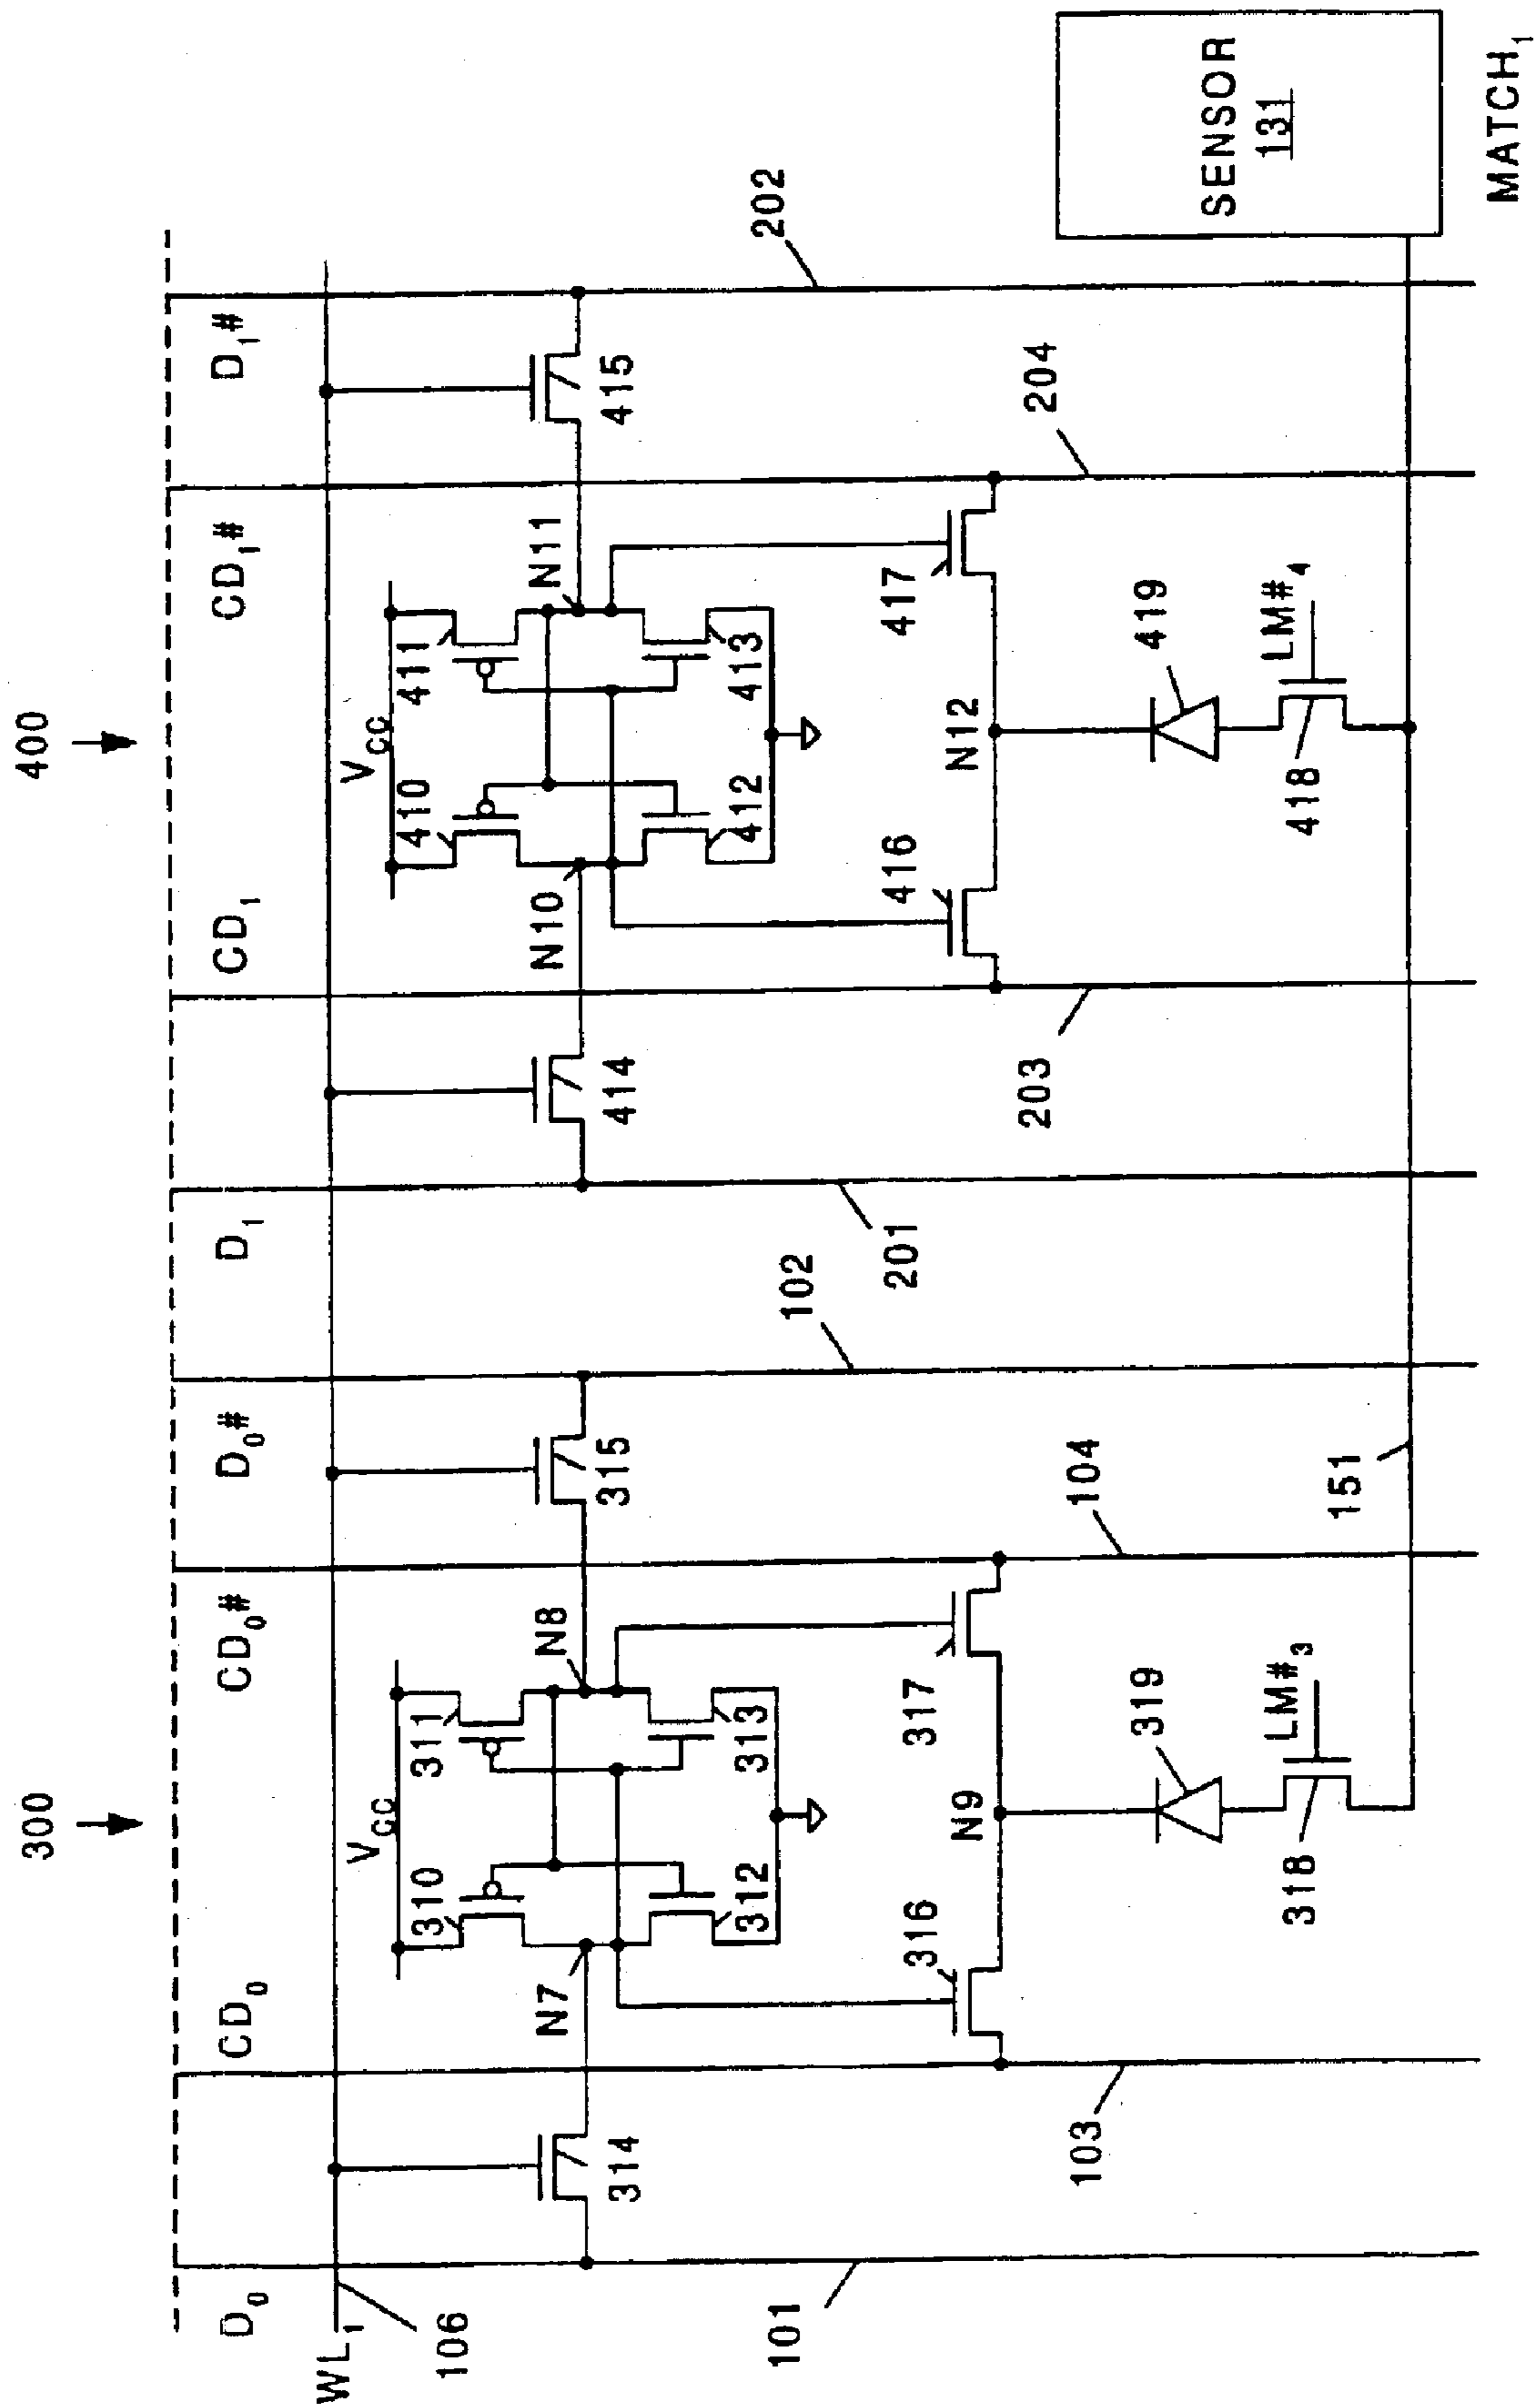 300
400
D₀
CD₀
CD₀#
D₀#
D₁
CD₁
CD₁#
D₁#
WL₁
106
V_CC
V_CC
310
311
410
411
N7
N8
N10
N11
314
315
414
415
312
313
412
413
101
102
201
202
316
317
416
417
N9
N12
103
104
203
204
319
419
LM#₃
LM#₄
318
418
151
SENSOR
131
MATCH₁